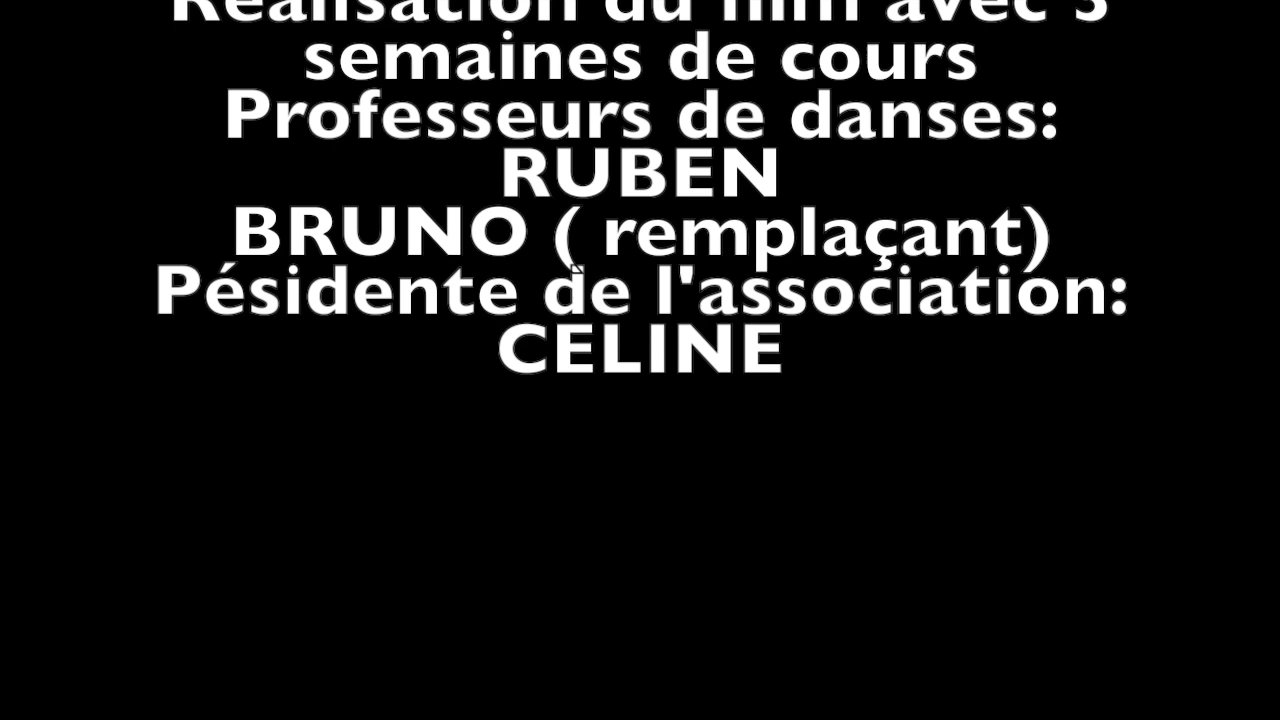 Réalisation du film avec
semaines de cours
Professeurs de danses:
RUBEN
BRUNO ( remplaçant)
Pésidente de l'association:
CELINE